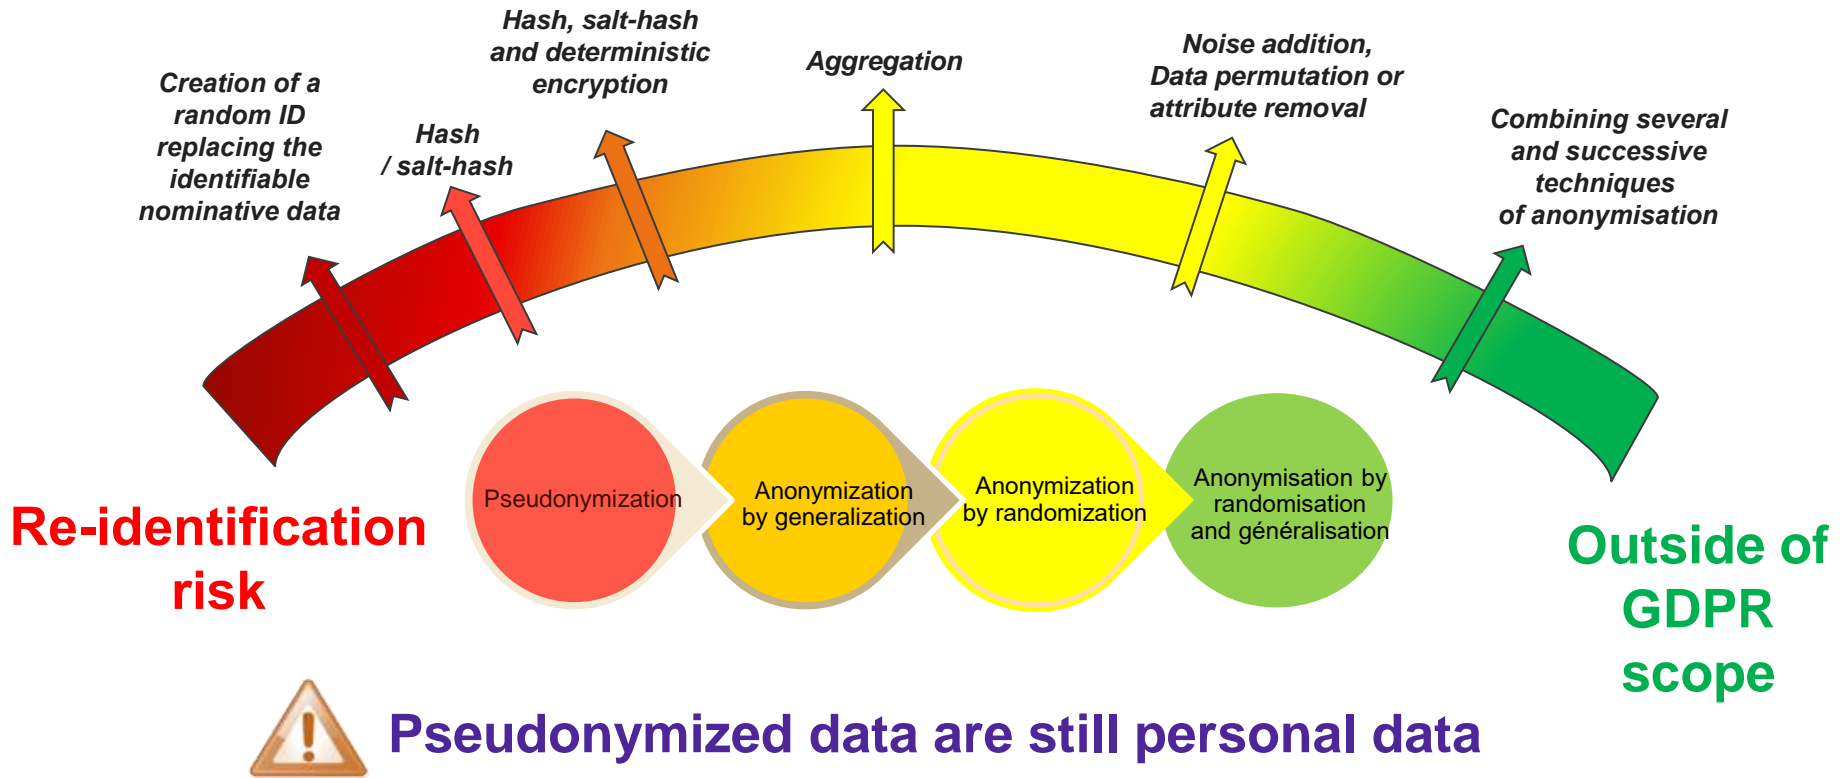 Creation of a
random ID
replacing the
identifiable
nominative data
Hash
/ salt-hash
Hash, salt-hash
and deterministic
encryption
Aggregation
Noise addition,
Data permutation or
attribute removal
Combining several
and successive
techniques
of anonymisation
Pseudonymization
Anonymization
by generalization
Anonymization
by randomization
Anonymisation by
randomisation
and généralisation
Re-identification
risk
Outside of
GDPR
scope
Pseudonymized data are still personal data